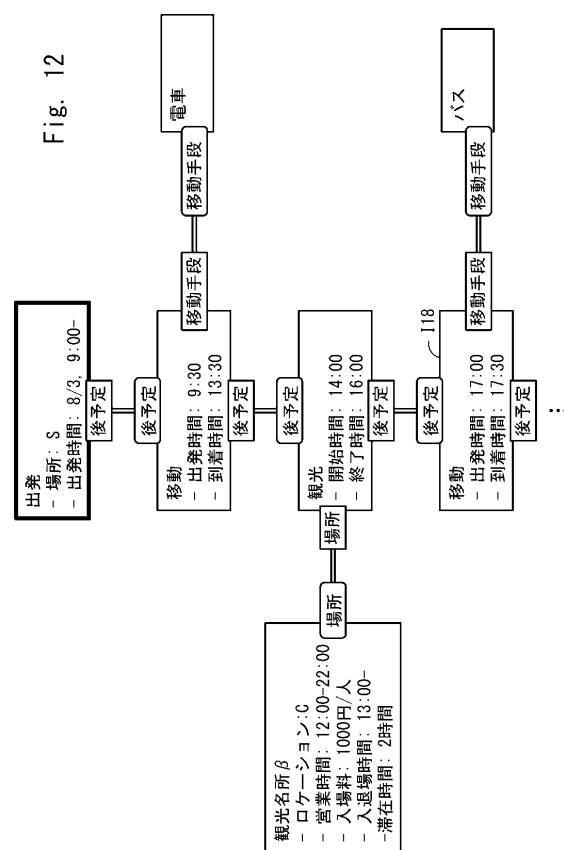 Fig. 12
出発
- 場所: S
- 出発時間: 8/3, 9:00-
後予定
後予定
移動
- 出発時間: 9:30
- 到着時間: 13:30
移動手段
移動手段
電車
後予定
後予定
観光
- 開始時間: 14:00
- 終了時間: 16:00
場所
場所
観光名所β
- ロケーション:C
- 営業時間: 12:00-22:00
- 入場料: 1000円/人
- 入退場時間: 13:00-
-滞在時間: 2時間
後予定
後予定
I18
移動
- 出発時間: 17:00
- 到着時間: 17:30
移動手段
移動手段
バス
後予定
...